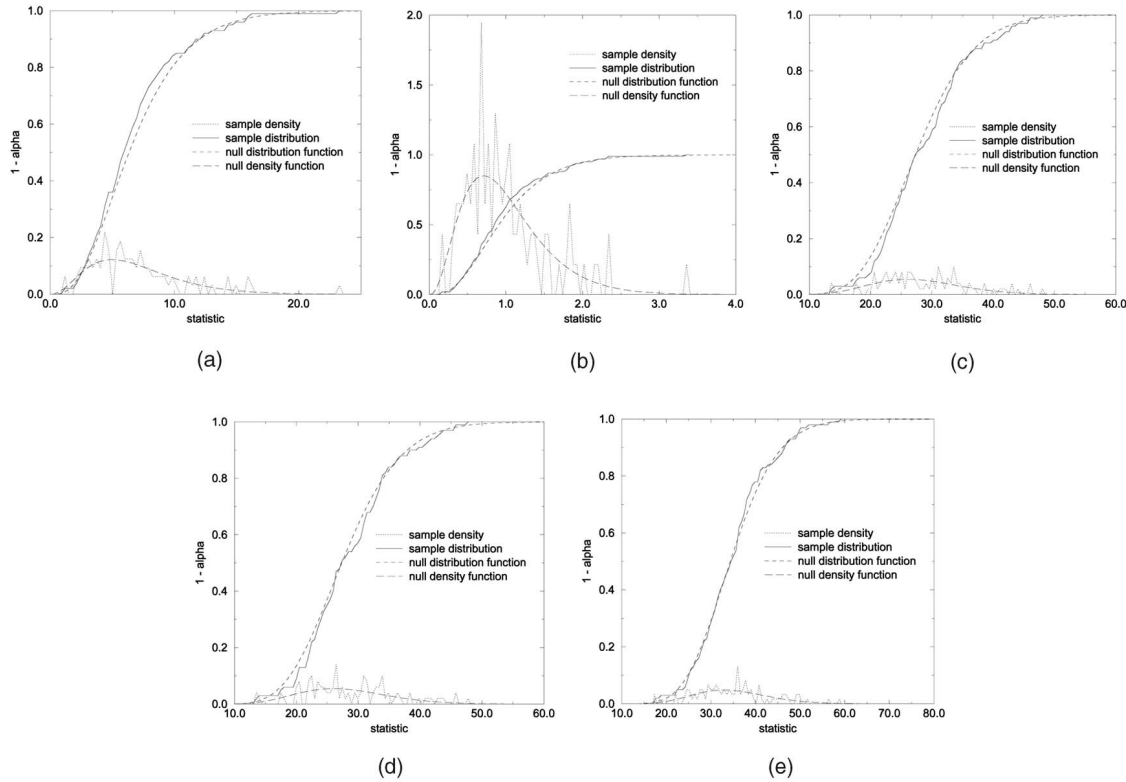 1.0
0.8
0.6
0.4
0.2
0.0
0.0 10.0 20.0
1 - alpha
statistic
sample density
sample distribution
null distribution function
null density function
(a)
2.0
1.5
1.0
0.5
0.0
0.0 1.0 2.0 3.0 4.0
1 - alpha
statistic
sample density
sample distribution
null distribution function
null density function
(b)
1.0
0.8
0.6
0.4
0.2
0.0
10.0 20.0 30.0 40.0 50.0 60.0
1 - alpha
statistic
sample density
sample distribution
null distribution function
null density function
(c)
1.0
0.8
0.6
0.4
0.2
0.0
10.0 20.0 30.0 40.0 50.0 60.0
1 - alpha
statistic
sample density
sample distribution
null distribution function
null density function
(d)
1.0
0.8
0.6
0.4
0.2
0.0
10.0 20.0 30.0 40.0 50.0 60.0 70.0 80.0
1 - alpha
statistic
sample density
sample distribution
null distribution function
null density function
(e)